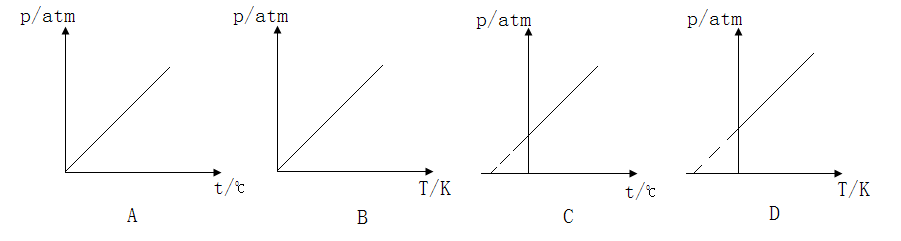 p/atm p/atm p/atm p/atm
t/℃ T/K t/℃ T/K
A B C D